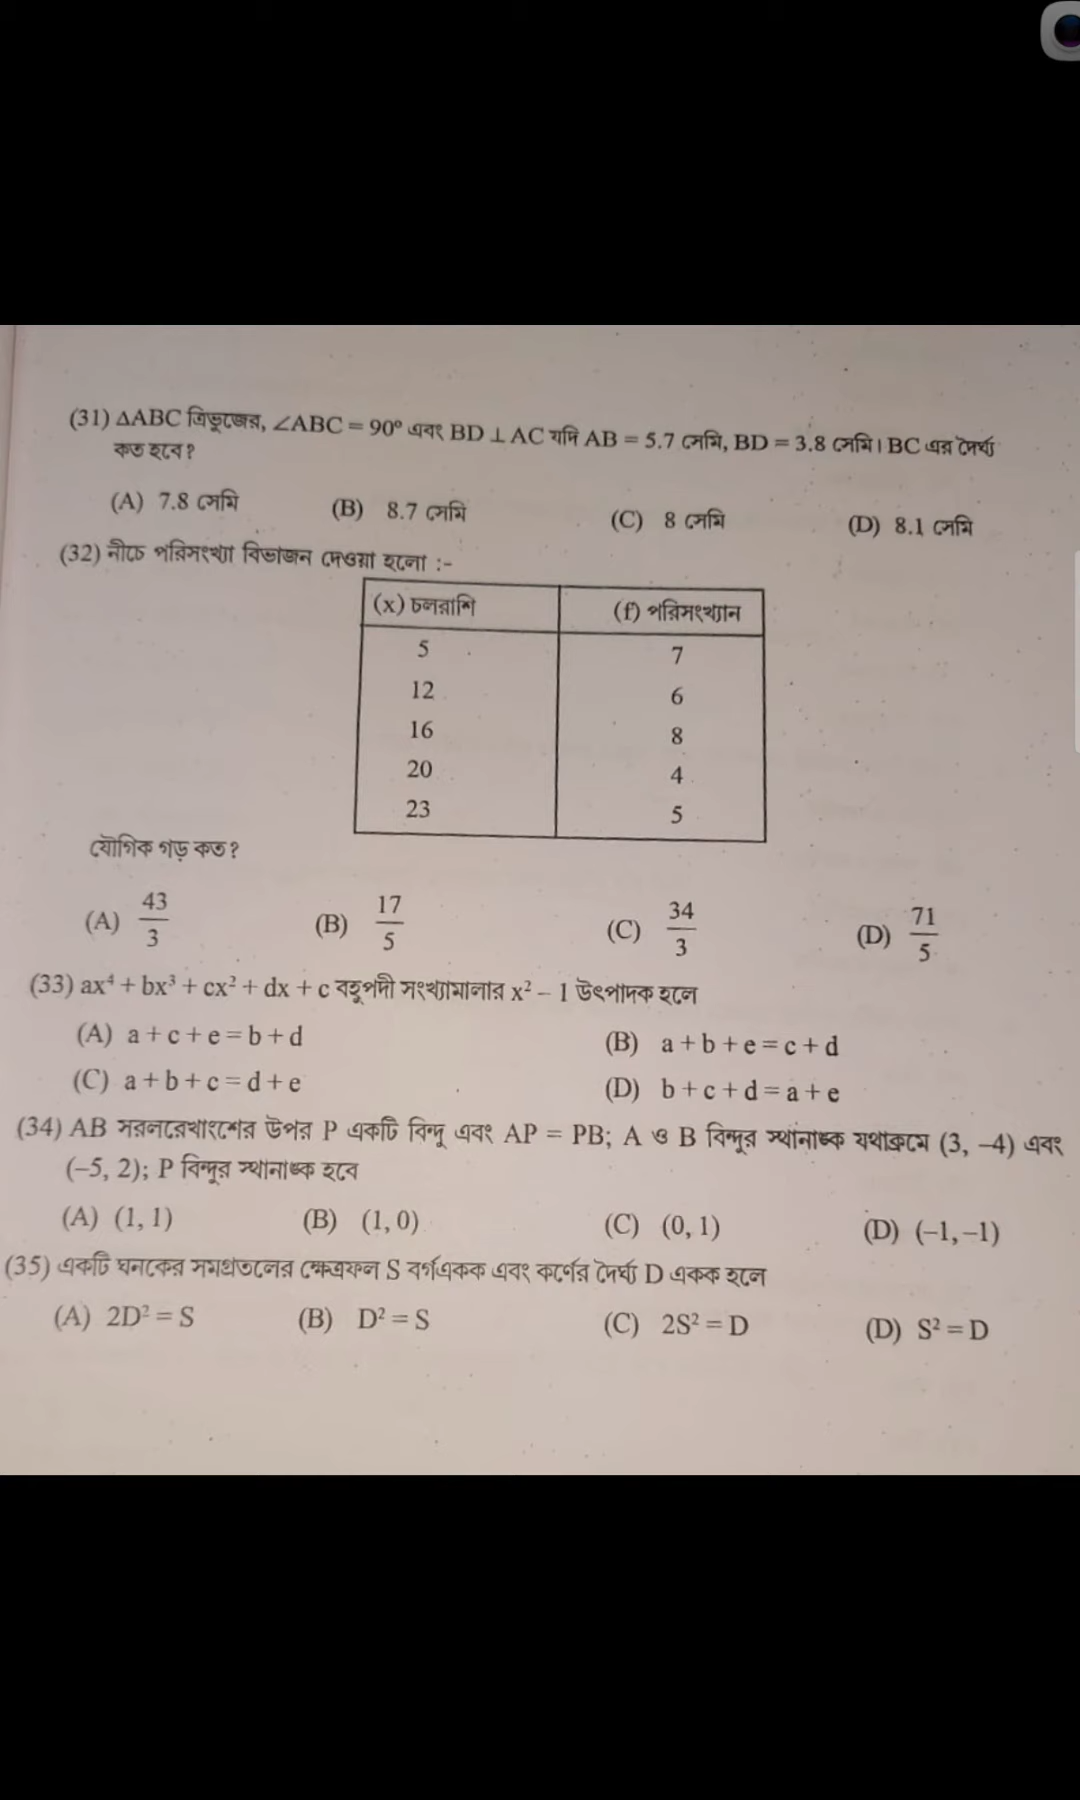 (31) ΔABC ত্রিভুজের, ∠ABC = 90° এবং BD ⊥ AC যদি AB = 5.7 সেমি, BD = 3.8 সেমি। BC এর দৈর্ঘ্য
কত হবে?
(A) 7.8 সেমি (B) 8.7 সেমি (C) 8 সেমি (D) 8.1 সেমি
(32) নীচে পরিসংখ্যা বিভাজন দেওয়া হলো :-
(x) চলরাশি (f) পরিসংখ্যান
5 7
12 6
16 8
20 4
23 5
যৌগিক গড় কত?
(A) 43/3 (B) 17/5 (C) 34/3 (D) 71/5
(33) ax⁴ + bx³ + cx² + dx + c বহুপদী সংখ্যামালার x² – 1 উৎপাদক হলে
(A) a + c + e = b + d (B) a + b + e = c + d
(C) a + b + c = d + e (D) b + c + d = a + e
(34) AB সরলরেখাংশের উপর P একটি বিন্দু এবং AP = PB; A ও B বিন্দুর স্থানাঙ্ক যথাক্রমে (3, –4) এবং
(–5, 2); P বিন্দুর স্থানাঙ্ক হবে
(A) (1, 1) (B) (1, 0) (C) (0, 1) (D) (–1, –1)
(35) একটি ঘনকের সমগ্রতলের ক্ষেত্রফল S বর্গএকক এবং কর্ণের দৈর্ঘ্য D একক হলে
(A) 2D² = S (B) D² = S (C) 2S² = D (D) S² = D